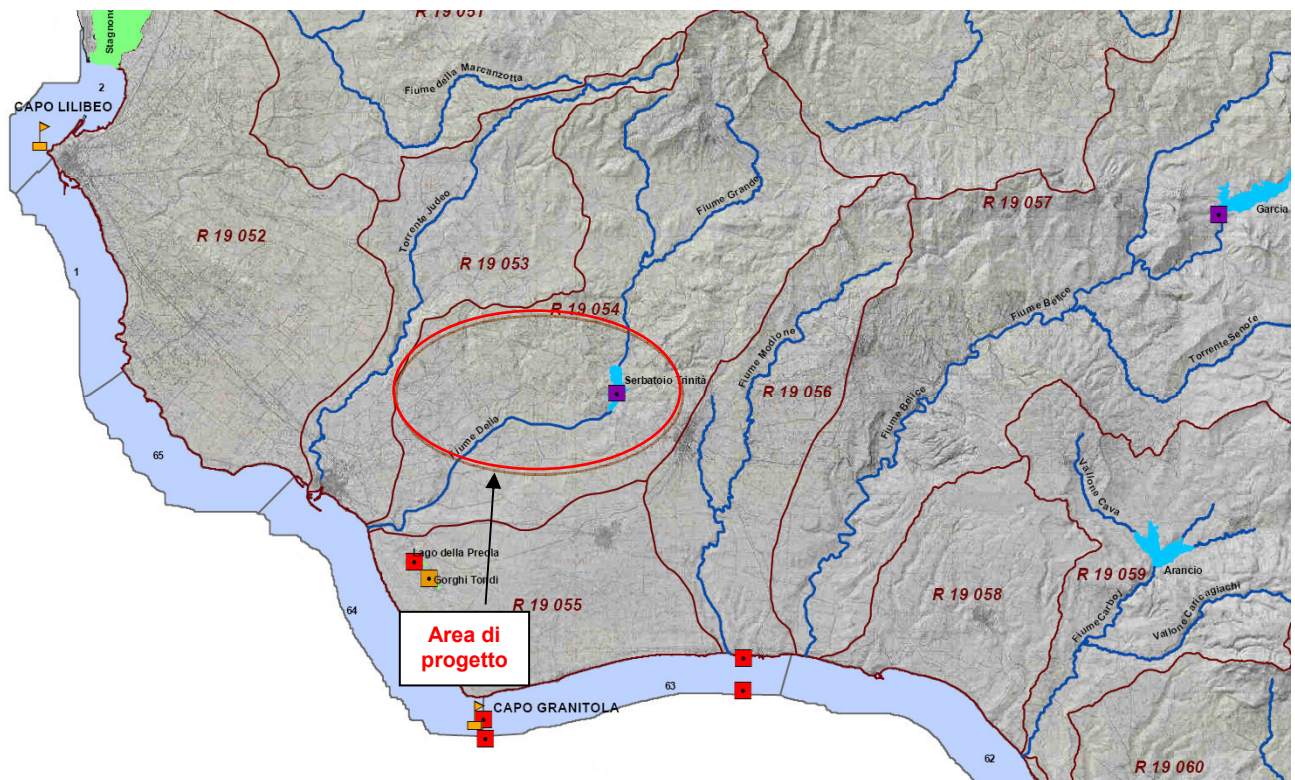 R 19 051
Stagnone
Fiume della Marcanzotta
2
CAPO LILIBEO
Fiume Grande
R 19 057
Garcia
Torrente Judeo
R 19 052
R 19 053
1
Fiume Belice
R 19 054
Torrente Senore
Fiume Modione
Serbatoio Trinità
R 19 056
Fiume Belice
Fiume Della
65
Vallone Cava
Lago della Preola
Gorghi Tondi
Arancio
R 19 059
R 19 058
R 19 055
64
Fiume Carboj
Vallone Caricagiachi
Area di
progetto
63
CAPO GRANITOLA
62
R 19 060